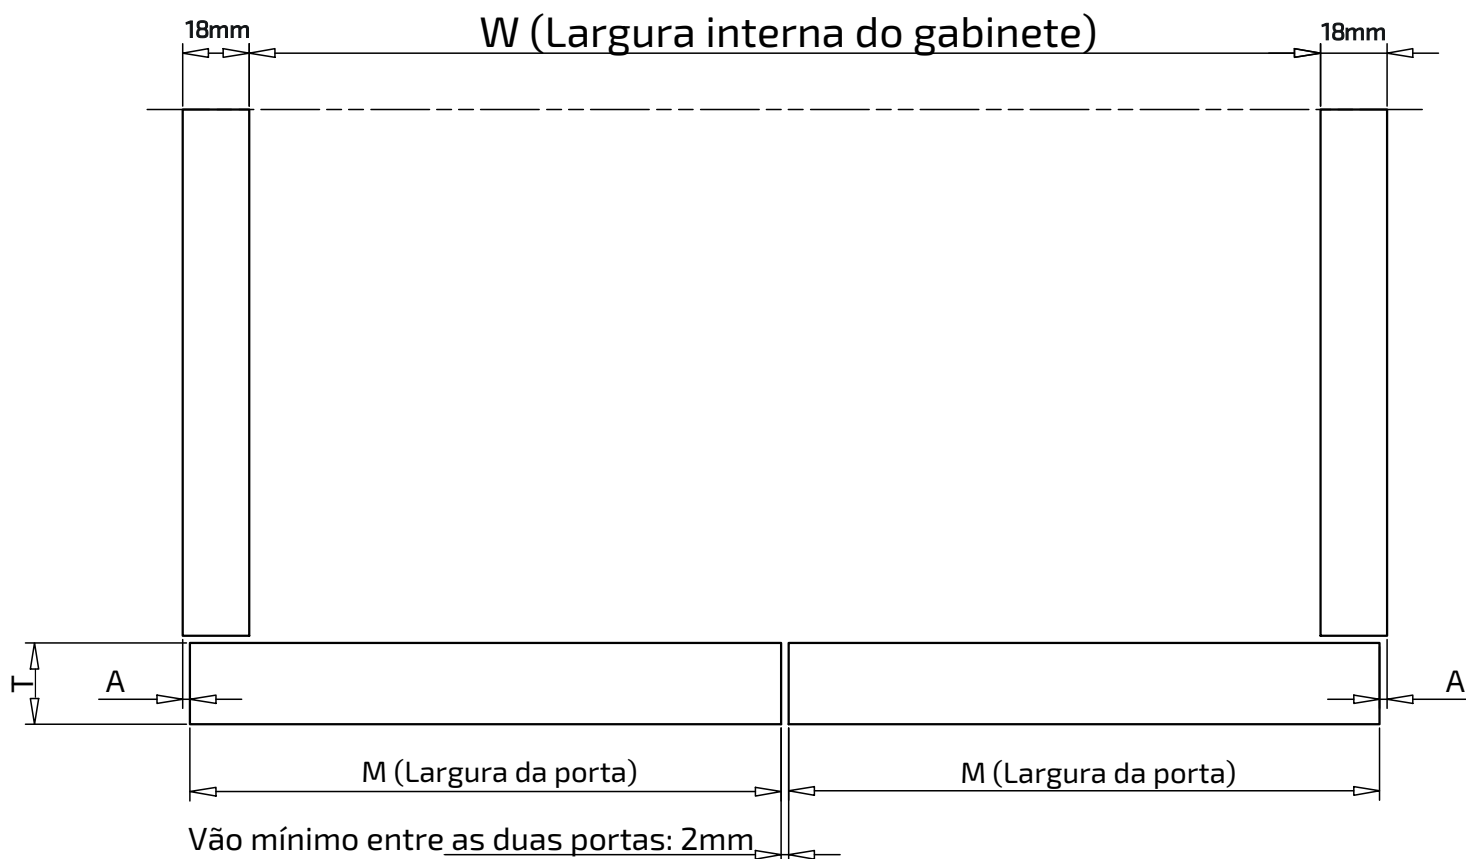 18mm
W (Largura interna do gabinete)
18mm
T
A
A
M (Largura da porta)
M (Largura da porta)
Vão mínimo entre as duas portas: 2mm